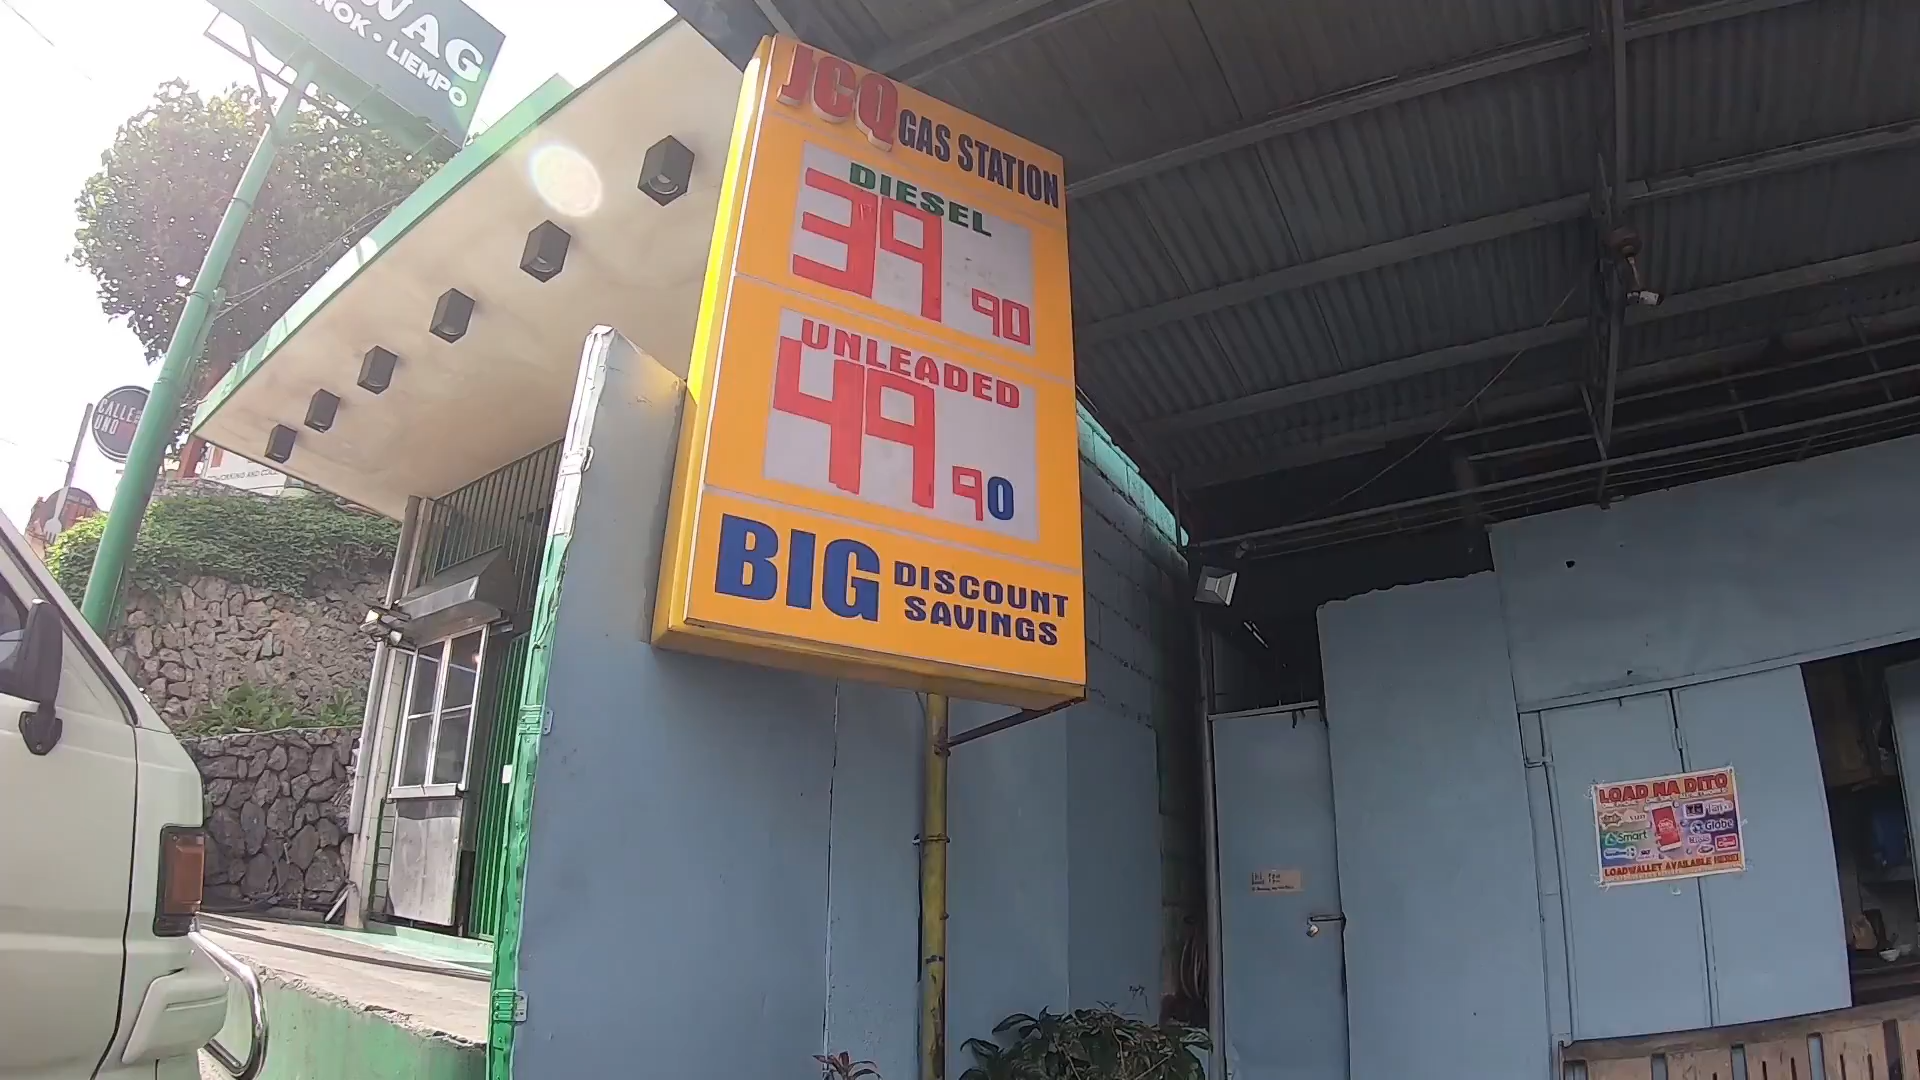 WAG
NOK • LIEMPO
CALLE
UNO
JCQ GAS STATION
DIESEL
39 90
UNLEADED
49 90
BIG DISCOUNT
SAVINGS
LOAD NA DITO
Smart
Globe
LOADWALLET AVAILABLE HERE!